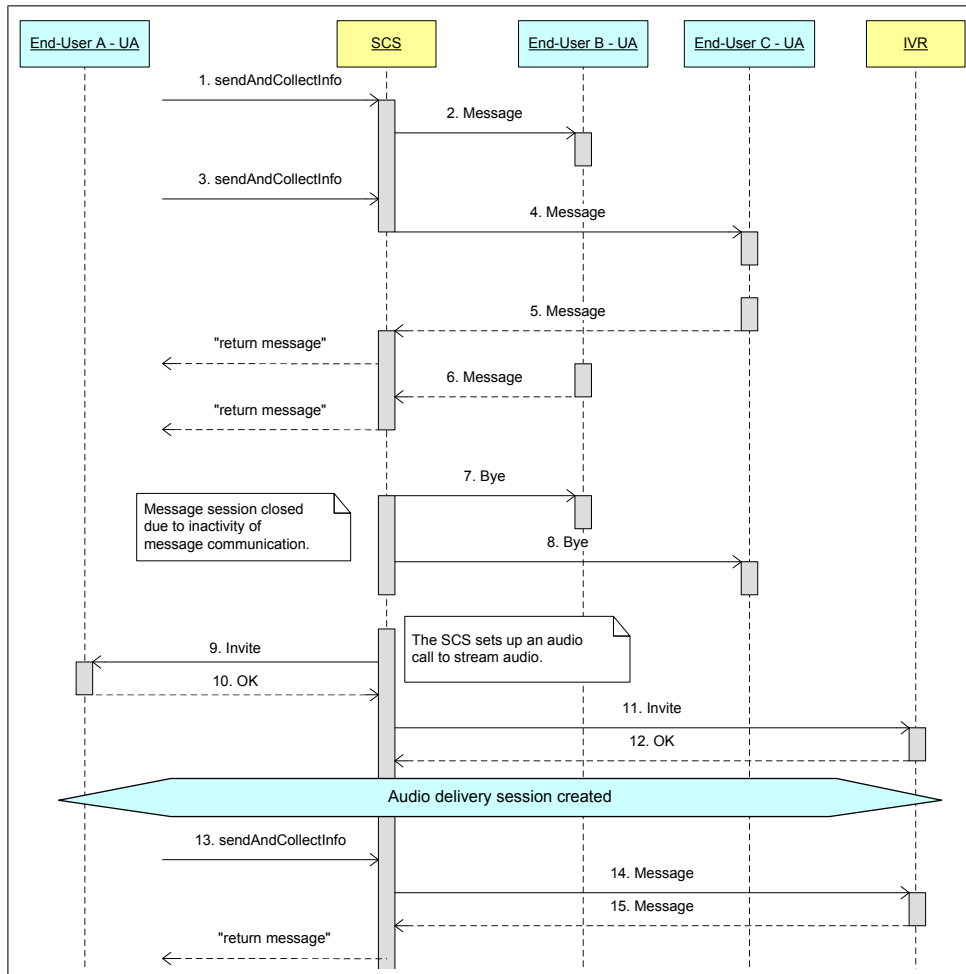 End-User A - UA
SCS
End-User B - UA
End-User C - UA
IVR
1. sendAndCollectInfo
2. Message
3. sendAndCollectInfo
4. Message
5. Message
"return message"
6. Message
"return message"
7. Bye
Message session closed
due to inactivity of
message communication.
8. Bye
The SCS sets up an audio
call to stream audio.
9. Invite
10. OK
11. Invite
12. OK
Audio delivery session created
13. sendAndCollectInfo
14. Message
15. Message
"return message"